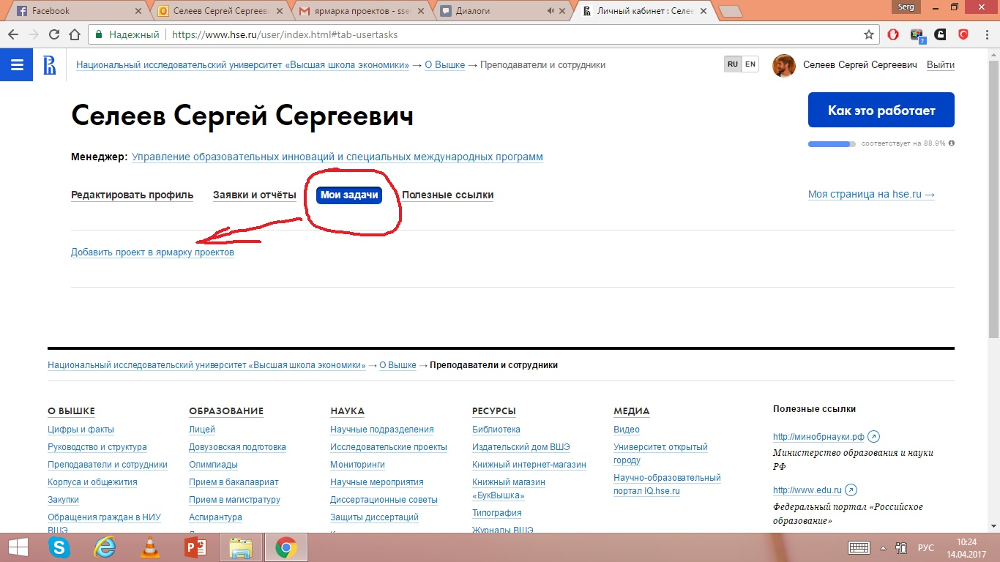 Facebook
Селеев Сергей Сергееви
ярмарка проектов - sse
Диалоги
Личный кабинет : Селе
Serg
Надежный
https://www.hse.ru/user/index.html#tab-usertasks
Национальный исследовательский университет «Высшая школа экономики» → О Вышке → Преподаватели и сотрудники
RU EN
Селеев Сергей Сергеевич
Выйти
Селеев Сергей Сергеевич
Как это работает
соответствует на 88.9%
Менеджер: Управление образовательных инноваций и специальных международных программ
Редактировать профиль
Заявки и отчёты
Мои задачи
Полезные ссылки
Моя страница на hse.ru →
Добавить проект в ярмарку проектов
Национальный исследовательский университет «Высшая школа экономики» → О Вышке → Преподаватели и сотрудники
О ВЫШКЕ
Цифры и факты
Руководство и структура
Преподаватели и сотрудники
Корпуса и общежития
Закупки
Обращения граждан в НИУ
ВШЭ
ОБРАЗОВАНИЕ
Лицей
Довузовская подготовка
Олимпиады
Прием в бакалавриат
Прием в магистратуру
Аспирантура
НАУКА
Научные подразделения
Исследовательские проекты
Мониторинги
Научные мероприятия
Диссертационные советы
Защиты диссертаций
РЕСУРСЫ
Библиотека
Издательский дом ВШЭ
Книжный интернет-магазин
Книжный магазин
«БукВышка»
Типография
Журналы ВШЭ
МЕДИА
Видео
Университет, открытый
городу
Научно-образовательный
портал IQ.hse.ru
Полезные ссылки
http://минобрнауки.рф
Министерство образования и науки
РФ
http://www.edu.ru
Федеральный портал «Российское
образование»
РУС
10:24
14.04.2017